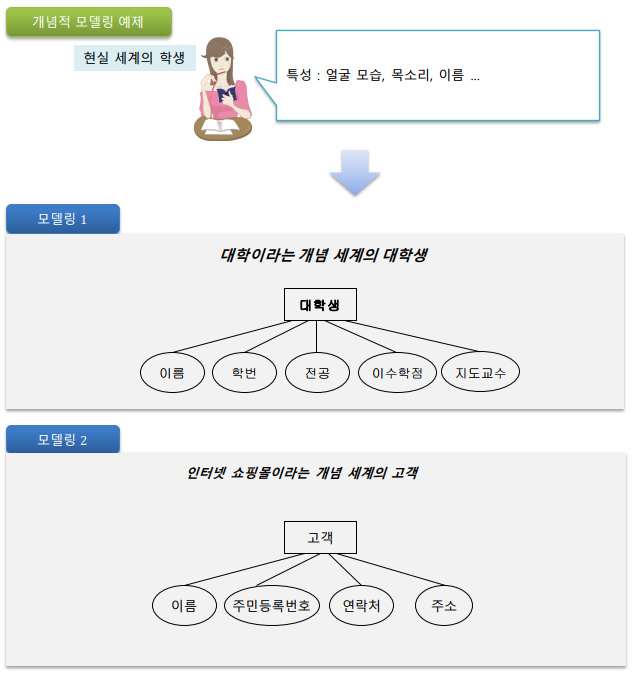 개념적 모델링 예제
현실 세계의 학생
특성 : 얼굴 모습, 목소리, 이름 ...
모델링 1
대학이라는 개념 세계의 대학생
대학생
이름 학번 전공 이수학점 지도교수
모델링 2
인터넷 쇼핑몰이라는 개념 세계의 고객
고객
이름 주민등록번호 연락처 주소